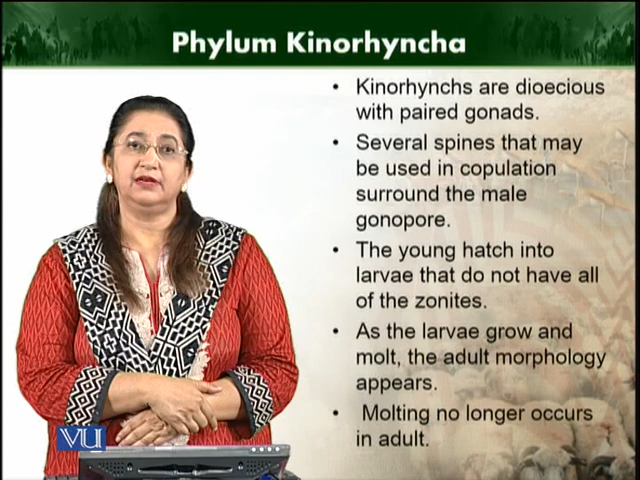 Phylum Kinorhyncha
• Kinorhynchs are dioecious
with paired gonads.
• Several spines that may
be used in copulation
surround the male
gonopore.
• The young hatch into
larvae that do not have all
of the zonites.
• As the larvae grow and
molt, the adult morphology
appears.
• Molting no longer occurs
in adult.
VU